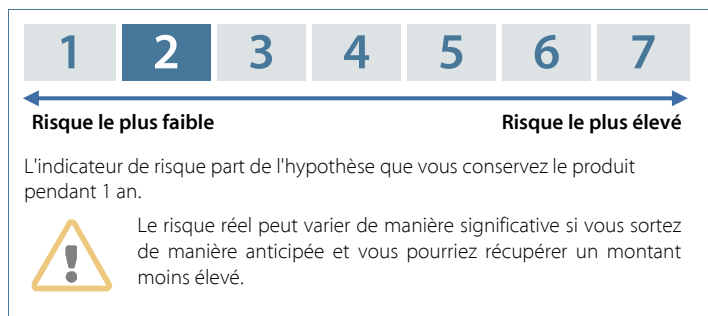 1 2 3 4 5 6 7
Risque le plus faible Risque le plus élevé
L'indicateur de risque part de l'hypothèse que vous conservez le produit
pendant 1 an.
Le risque réel peut varier de manière significative si vous sortez
de manière anticipée et vous pourriez récupérer un montant
moins élevé.